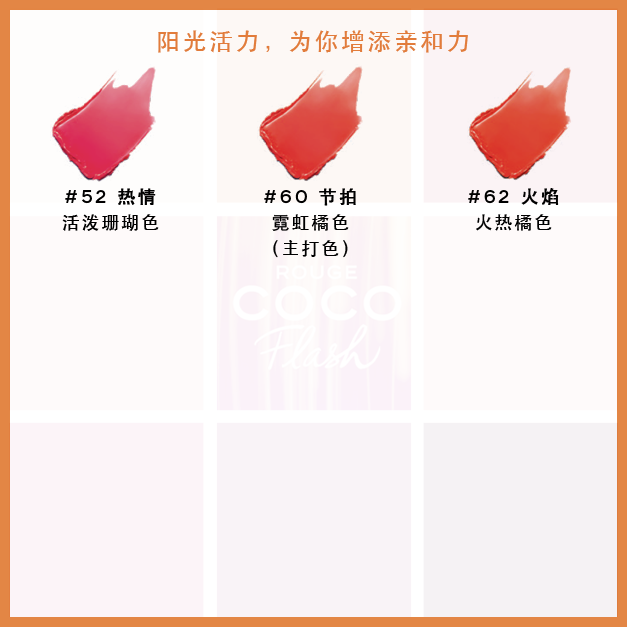 阳光活力，为你增添亲和力
#52 热情
#60 节拍
#62 火焰
活泼珊瑚色
霓虹橘色
火热橘色
(主打色)
ROUGE
COCO
Flash